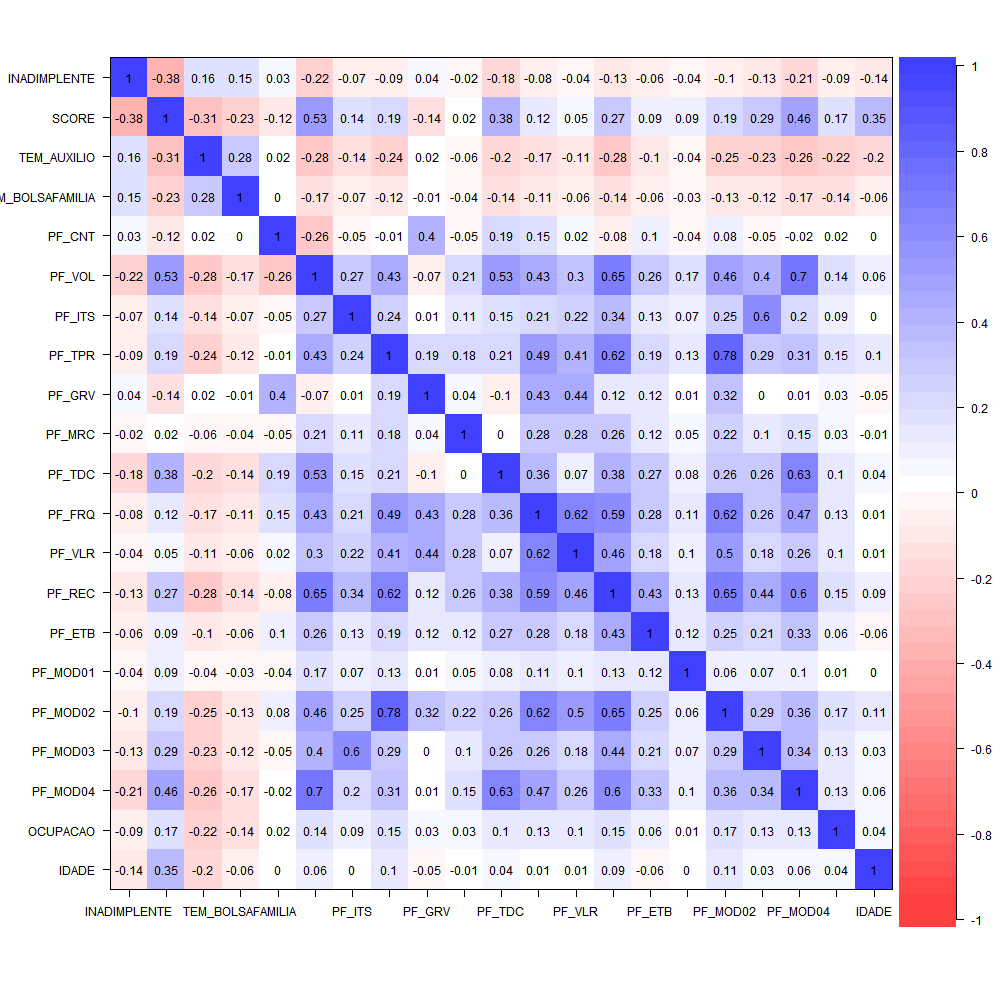 INADIMPLENTE 1 -0.38 0.16 0.15 0.03 -0.22 -0.07 -0.09 0.04 -0.02 -0.18 -0.08 -0.04 -0.13 -0.06 -0.04 -0.1 -0.13 -0.21 -0.09 -0.14 1
SCORE -0.38 1 -0.31 -0.23 -0.12 0.53 0.14 0.19 -0.14 0.02 0.38 0.12 0.05 0.27 0.09 0.09 0.19 0.29 0.46 0.17 0.35
TEM_AUXILIO 0.16 -0.31 1 0.28 0.02 -0.28 -0.14 -0.24 0.02 -0.06 -0.2 -0.17 -0.11 -0.28 -0.1 -0.04 -0.25 -0.23 -0.26 -0.22 -0.2 0.8
M_BOLSAFAMILIA 0.15 -0.23 0.28 1 0 -0.17 -0.07 -0.12 -0.01 -0.04 -0.14 -0.11 -0.06 -0.14 -0.06 -0.03 -0.13 -0.12 -0.17 -0.14 -0.06
PF_CNT 0.03 -0.12 0.02 0 1 -0.26 -0.05 -0.01 0.4 -0.05 0.19 0.15 0.02 -0.08 0.1 -0.04 0.08 -0.05 -0.02 0.02 0 0.6
PF_VOL -0.22 0.53 -0.28 -0.17 -0.26 1 0.27 0.43 -0.07 0.21 0.53 0.43 0.3 0.65 0.26 0.17 0.46 0.4 0.7 0.14 0.06
PF_ITS -0.07 0.14 -0.14 -0.07 -0.05 0.27 1 0.24 0.01 0.11 0.15 0.21 0.22 0.34 0.13 0.07 0.25 0.6 0.2 0.09 0 0.4
PF_TPR -0.09 0.19 -0.24 -0.12 -0.01 0.43 0.24 1 0.19 0.18 0.21 0.49 0.41 0.62 0.19 0.13 0.78 0.29 0.31 0.15 0.1
PF_GRV 0.04 -0.14 0.02 -0.01 0.4 -0.07 0.01 0.19 1 0.04 -0.1 0.43 0.44 0.12 0.12 0.01 0.32 0 0.01 0.03 -0.05 0.2
PF_MRC -0.02 0.02 -0.06 -0.04 -0.05 0.21 0.11 0.18 0.04 1 0 0.28 0.28 0.26 0.12 0.05 0.22 0.1 0.15 0.03 -0.01
PF_TDC -0.18 0.38 -0.2 -0.14 0.19 0.53 0.15 0.21 -0.1 0 1 0.36 0.07 0.38 0.27 0.08 0.26 0.26 0.63 0.1 0.04 0
PF_FRQ -0.08 0.12 -0.17 -0.11 0.15 0.43 0.21 0.49 0.43 0.28 0.36 1 0.62 0.59 0.28 0.11 0.62 0.26 0.47 0.13 0.01
PF_VLR -0.04 0.05 -0.11 -0.06 0.02 0.3 0.22 0.41 0.44 0.28 0.07 0.62 1 0.46 0.18 0.1 0.5 0.18 0.26 0.1 0.01
PF_REC -0.13 0.27 -0.28 -0.14 -0.08 0.65 0.34 0.62 0.12 0.26 0.38 0.59 0.46 1 0.43 0.13 0.65 0.44 0.6 0.15 0.09 -0.2
PF_ETB -0.06 0.09 -0.1 -0.06 0.1 0.26 0.13 0.19 0.12 0.12 0.27 0.28 0.18 0.43 1 0.12 0.25 0.21 0.33 0.06 -0.06
PF_MOD01 -0.04 0.09 -0.04 -0.03 -0.04 0.17 0.07 0.13 0.01 0.05 0.08 0.11 0.1 0.13 0.12 1 0.06 0.07 0.1 0.01 0 -0.4
PF_MOD02 -0.1 0.19 -0.25 -0.13 0.08 0.46 0.25 0.78 0.32 0.22 0.26 0.62 0.5 0.65 0.25 0.06 1 0.29 0.36 0.17 0.11
PF_MOD03 -0.13 0.29 -0.23 -0.12 -0.05 0.4 0.6 0.29 0 0.1 0.26 0.26 0.18 0.44 0.21 0.07 0.29 1 0.34 0.13 0.03 -0.6
PF_MOD04 -0.21 0.46 -0.26 -0.17 -0.02 0.7 0.2 0.31 0.01 0.15 0.63 0.47 0.26 0.6 0.33 0.1 0.36 0.34 1 0.13 0.06
OCUPACAO -0.09 0.17 -0.22 -0.14 0.02 0.14 0.09 0.15 0.03 0.03 0.1 0.13 0.1 0.15 0.06 0.01 0.17 0.13 0.13 1 0.04 -0.8
IDADE -0.14 0.35 -0.2 -0.06 0 0.06 0 0.1 -0.05 -0.01 0.04 0.01 0.01 0.09 -0.06 0 0.11 0.03 0.06 0.04 1
INADIMPLENTE TEM_BOLSAFAMILIA PF_ITS PF_GRV PF_TDC PF_VLR PF_ETB PF_MOD02 PF_MOD04 IDADE -1